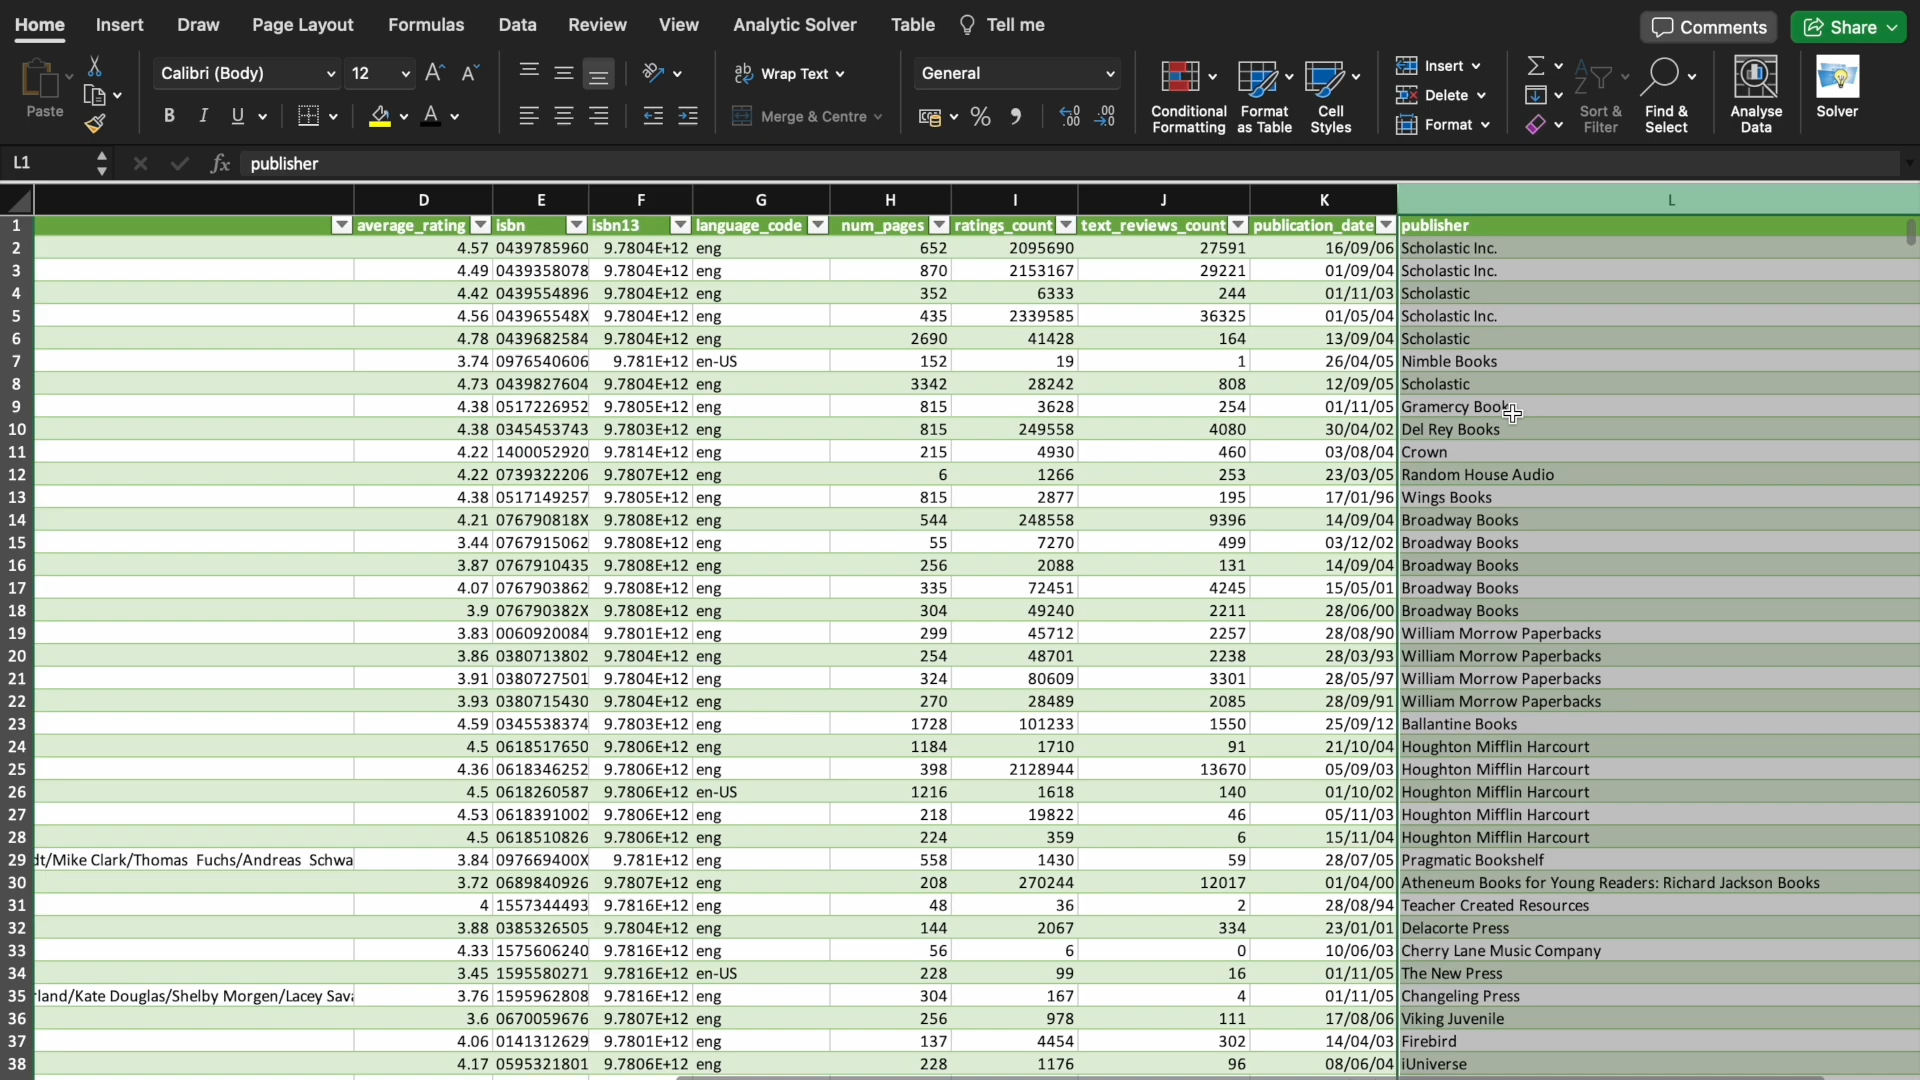 Home Insert Draw Page Layout Formulas Data Review View Analytic Solver Table Tell me Comments Share
Paste Calibri (Body) 12 A A Wrap Text General Conditional Formatting Format as Table Cell Styles Insert Delete Format Sort & Filter Find & Select Analyse Data Solver
B I U A Merge & Centre % , .00 .00
L1 fx publisher
D E F G H I J K L
1 average_rating isbn isbn13 language_code num_pages ratings_count text_reviews_count publication_date publisher
2 4.57 0439785960 9.7804E+12 eng 652 2095690 27591 16/09/06 Scholastic Inc.
3 4.49 0439358078 9.7804E+12 eng 870 2153167 29221 01/09/04 Scholastic Inc.
4 4.42 0439554896 9.7804E+12 eng 352 6333 244 01/11/03 Scholastic
5 4.56 043965548X 9.7804E+12 eng 435 2339585 36325 01/05/04 Scholastic Inc.
6 4.78 0439682584 9.7804E+12 eng 2690 41428 164 13/09/04 Scholastic
7 3.74 0976540606 9.781E+12 en-US 152 19 1 26/04/05 Nimble Books
8 4.73 0439827604 9.7804E+12 eng 3342 28242 808 12/09/05 Scholastic
9 4.38 0517226952 9.7805E+12 eng 815 3628 254 01/11/05 Gramercy Book
10 4.38 0345453743 9.7803E+12 eng 815 249558 4080 30/04/02 Del Rey Books
11 4.22 1400052920 9.7814E+12 eng 215 4930 460 03/08/04 Crown
12 4.22 0739322206 9.7807E+12 eng 6 1266 253 23/03/05 Random House Audio
13 4.38 0517149257 9.7805E+12 eng 815 2877 195 17/01/96 Wings Books
14 4.21 076790818X 9.7808E+12 eng 544 248558 9396 14/09/04 Broadway Books
15 3.44 0767915062 9.7808E+12 eng 55 7270 499 03/12/02 Broadway Books
16 3.87 0767910435 9.7808E+12 eng 256 2088 131 14/09/04 Broadway Books
17 4.07 0767903862 9.7808E+12 eng 335 72451 4245 15/05/01 Broadway Books
18 3.9 076790382X 9.7808E+12 eng 304 49240 2211 28/06/00 Broadway Books
19 3.83 0060920084 9.7801E+12 eng 299 45712 2257 28/08/90 William Morrow Paperbacks
20 3.86 0380713802 9.7804E+12 eng 254 48701 2238 28/03/93 William Morrow Paperbacks
21 3.91 0380727501 9.7804E+12 eng 324 80609 3301 28/05/97 William Morrow Paperbacks
22 3.93 0380715430 9.7804E+12 eng 270 28489 2085 28/09/91 William Morrow Paperbacks
23 4.59 0345538374 9.7803E+12 eng 1728 101233 1550 25/09/12 Ballantine Books
24 4.5 0618517650 9.7806E+12 eng 1184 1710 91 21/10/04 Houghton Mifflin Harcourt
25 4.36 0618346252 9.7806E+12 eng 398 2128944 13670 05/09/03 Houghton Mifflin Harcourt
26 4.5 0618260587 9.7806E+12 en-US 1216 1618 140 01/10/02 Houghton Mifflin Harcourt
27 4.53 0618391002 9.7806E+12 eng 218 19822 46 05/11/03 Houghton Mifflin Harcourt
28 4.5 0618510826 9.7806E+12 eng 224 359 6 15/11/04 Houghton Mifflin Harcourt
29 dt/Mike Clark/Thomas Fuchs/Andreas Schwa 3.84 097669400X 9.781E+12 eng 558 1430 59 28/07/05 Pragmatic Bookshelf
30 3.72 0689840926 9.7807E+12 eng 208 270244 12017 01/04/00 Atheneum Books for Young Readers: Richard Jackson Books
31 4 1557344493 9.7816E+12 eng 48 36 2 28/08/94 Teacher Created Resources
32 3.88 0385326505 9.7804E+12 eng 144 2067 334 23/01/01 Delacorte Press
33 4.33 1575606240 9.7816E+12 eng 56 6 0 10/06/03 Cherry Lane Music Company
34 3.45 1595580271 9.7816E+12 en-US 228 99 16 01/11/05 The New Press
35 rland/Kate Douglas/Shelby Morgen/Lacey Sava 3.76 1595962808 9.7816E+12 eng 304 167 4 01/11/05 Changeling Press
36 3.6 0670059676 9.7807E+12 eng 256 978 111 17/08/06 Viking Juvenile
37 4.06 0141312629 9.7801E+12 eng 137 4454 302 14/04/03 Firebird
38 4.17 0595321801 9.7806E+12 eng 228 1176 96 08/06/04 iUniverse